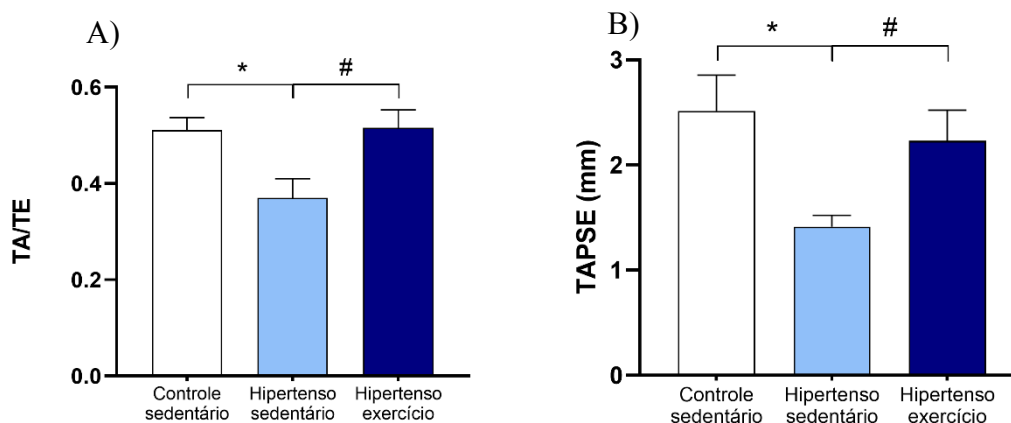 A)
* #
0.6
0.4
0.2
0.0
TA/TE
Controle sedentário
Hipertenso sedentário
Hipertenso exercício
B)
* #
3
2
1
0
TAPSE (mm)
Controle sedentário
Hipertenso sedentário
Hipertenso exercício